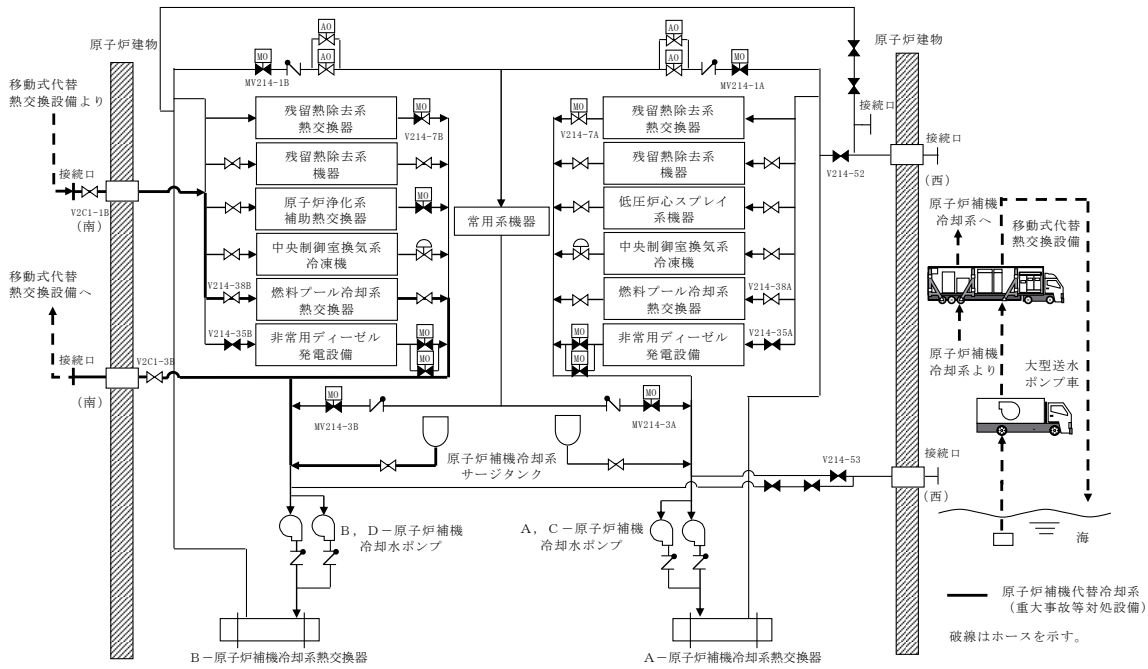 原子炉建物
原子炉建物
AO
AO
MO
AO
AO
MO
MV214-1B
MV214-1A
移動式代替
熱交換設備より
接続口
V2C1-1B
(南)
移動式代替
熱交換設備へ
接続口
V2C1-3B
(南)
残留熱除去系
熱交換器
MO
V214-7B
残留熱除去系
機器
原子炉浄化系
補助熱交換器
MO
中央制御室換気系
冷凍機
V214-38B
燃料プール冷却系
熱交換器
V214-35B
非常用ディーゼル
発電設備
MO
MO
常用系機器
MO
V214-7A
残留熱除去系
熱交換器
残留熱除去系
機器
低圧炉心スプレイ
系機器
中央制御室換気系
冷凍機
燃料プール冷却系
熱交換器
V214-38A
非常用ディーゼル
発電設備
V214-35A
MO
MO
MO
MV214-3B
MO
MV214-3A
原子炉補機冷却系
サージタンク
接続口
V214-52
(西)
V214-53
接続口
(西)
B,D-原子炉補機
冷却水ポンプ
A,C-原子炉補機
冷却水ポンプ
B-原子炉補機冷却系熱交換器
A-原子炉補機冷却系熱交換器
原子炉補機
冷却系へ
移動式代替
熱交換設備
原子炉補機
冷却系より
大型送水
ポンプ車
海
原子炉補機代替冷却系
(重大事故等対処設備)
破線はホースを示す。